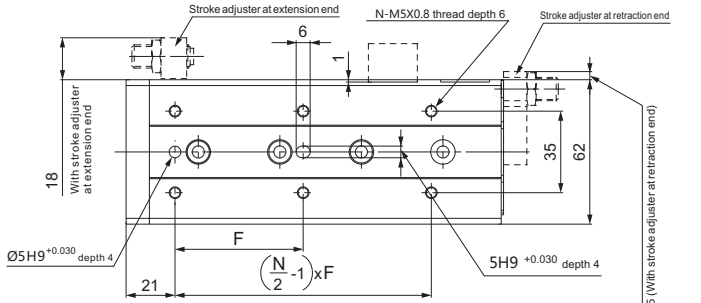 Stroke adjuster at extension end
N-M5X0.8 thread depth 6
Stroke adjuster at retraction end
6
1
18
With stroke adjuster
at extension end
35
62
5 (With stroke adjuster at retraction end)
F
Ø5H9 +0.030 depth 4
5H9 +0.030 depth 4
21
(N/2 -1)xF